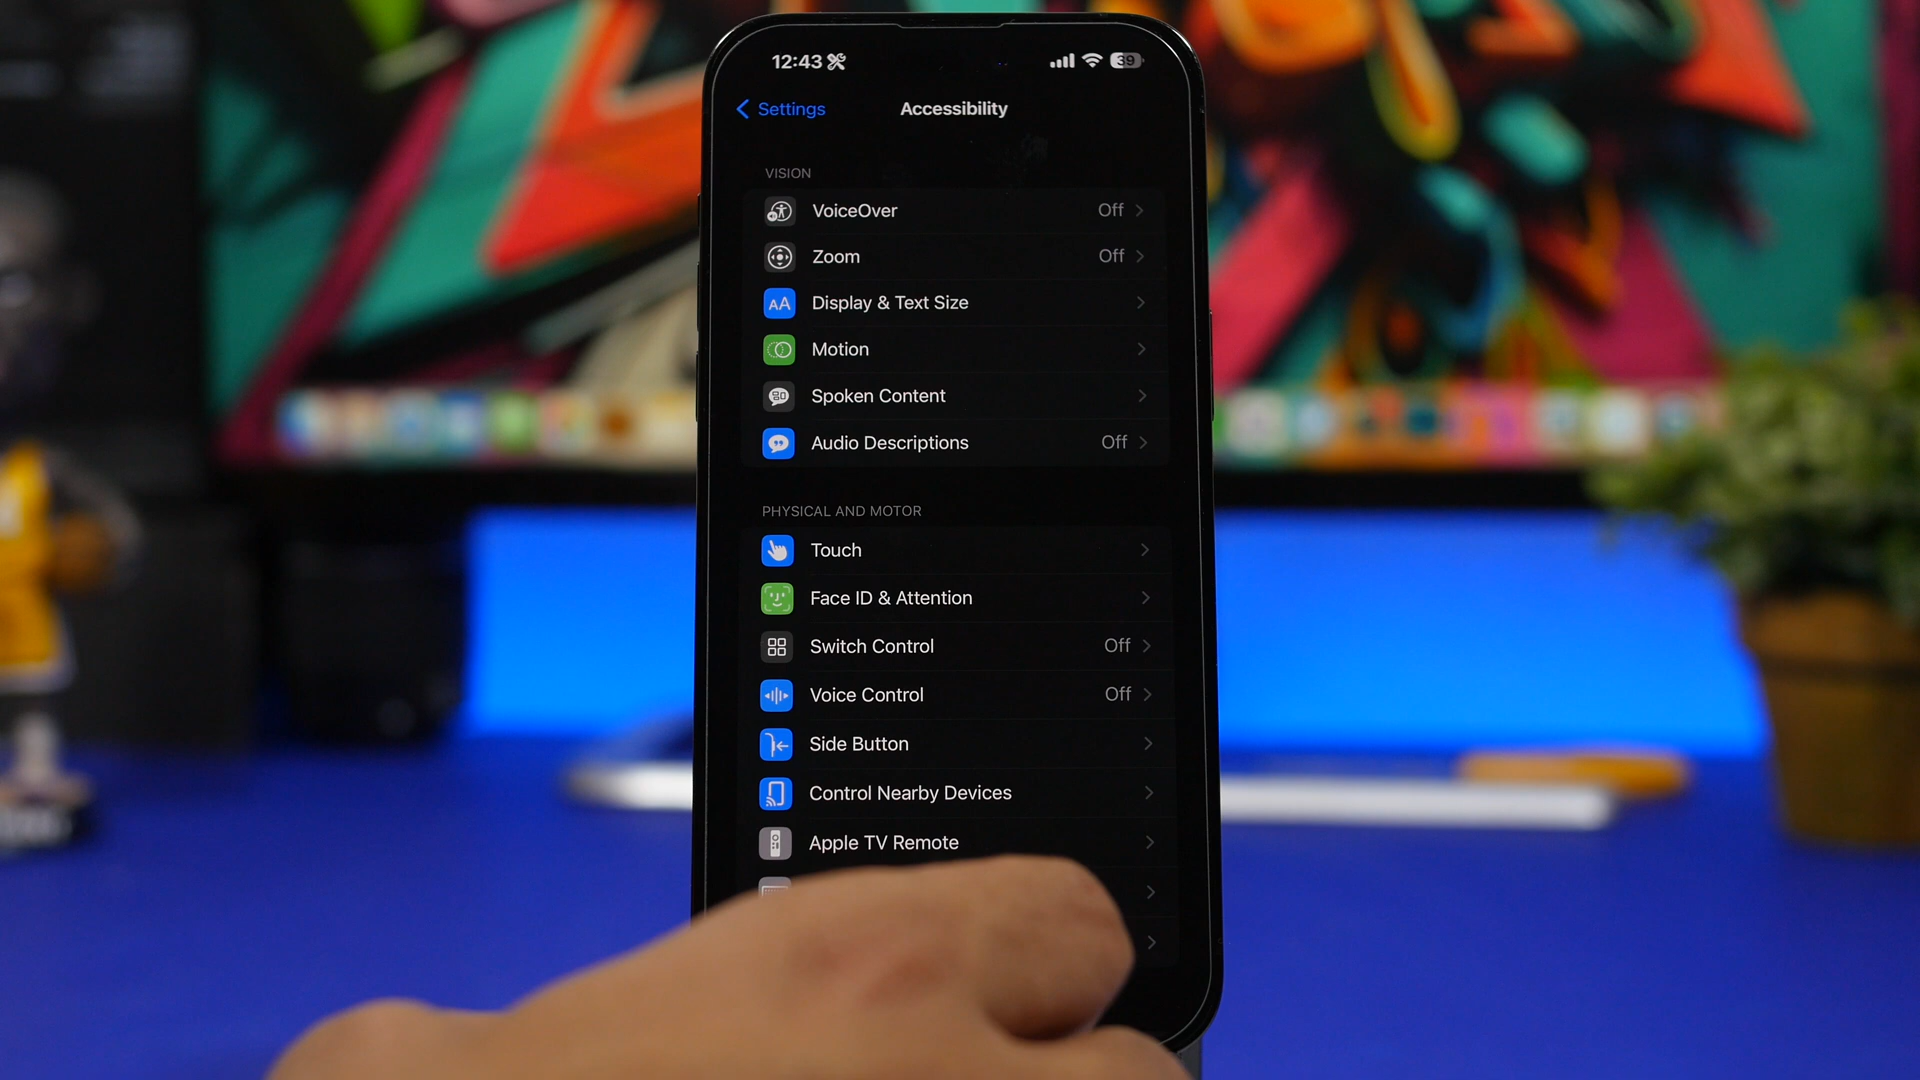 12:43
39
Settings
Accessibility
VISION
VoiceOver Off
Zoom Off
AA Display & Text Size
Motion
Spoken Content
Audio Descriptions Off
PHYSICAL AND MOTOR
Touch
Face ID & Attention
Switch Control Off
Voice Control Off
Side Button
Control Nearby Devices
Apple TV Remote